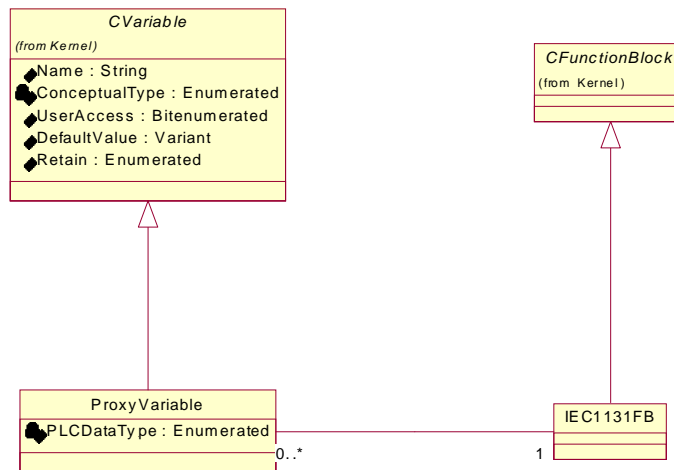 CVariable
(from Kernel)
Name : String
ConceptualType : Enumerated
UserAccess : Bitenumerated
DefaultValue : Variant
Retain : Enumerated
CFunctionBlock
(from Kernel)
ProxyVariable
PLCDataType : Enumerated
0..*
1
IEC1131FB